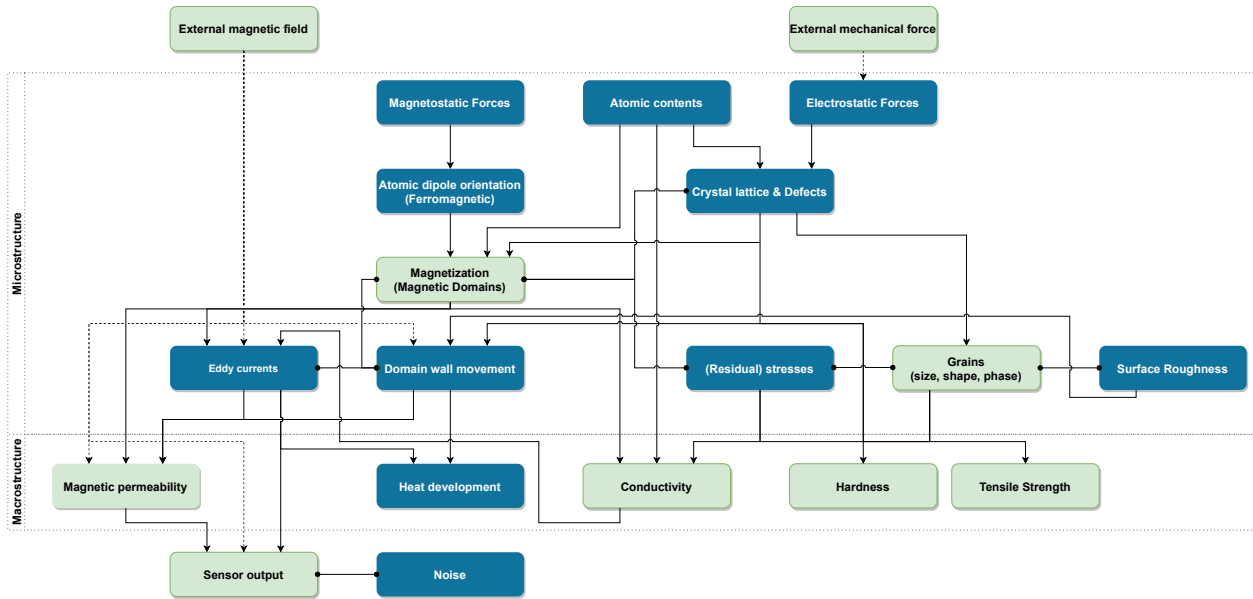 External magnetic field
External mechanical force
Microstructure
Magnetostatic Forces
Atomic contents
Electrostatic Forces
Atomic dipole orientation
(Ferromagnetic)
Crystal lattice & Defects
Magnetization
(Magnetic Domains)
Eddy currents
Domain wall movement
(Residual) stresses
Grains
(size, shape, phase)
Surface Roughness
Macrostructure
Magnetic permeability
Heat development
Conductivity
Hardness
Tensile Strength
Sensor output
Noise